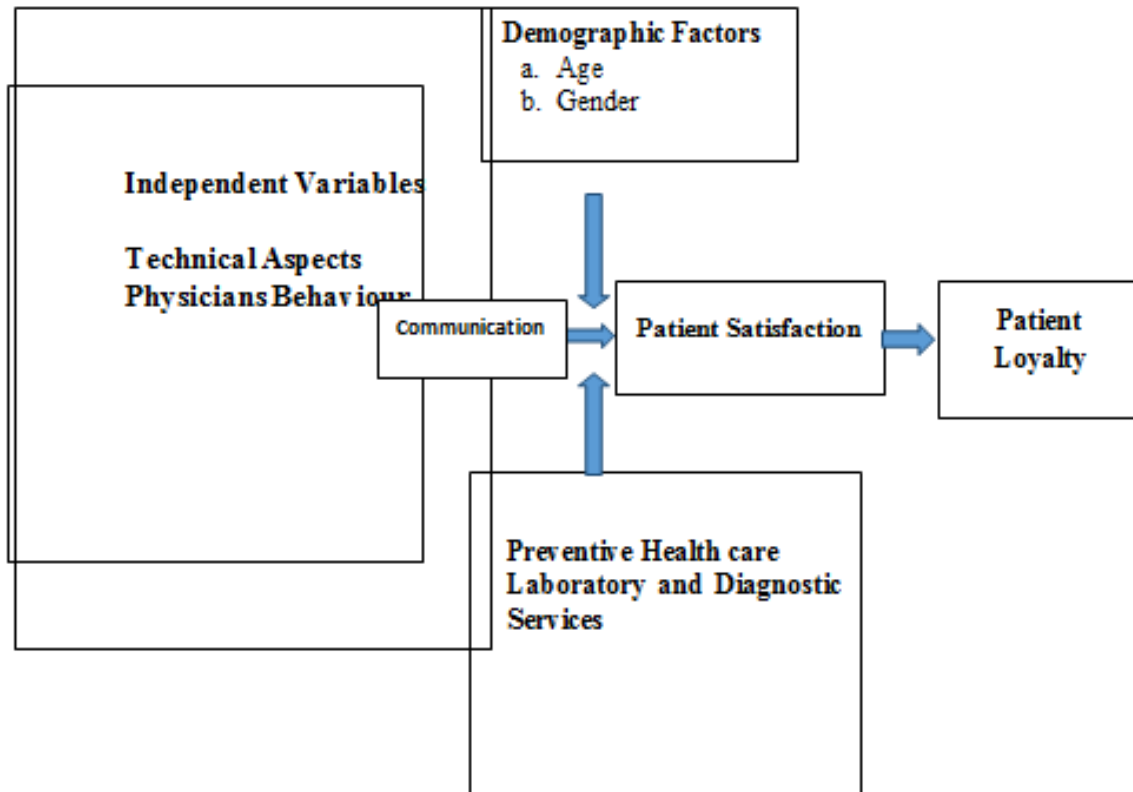 Demographic Factors
a. Age
b. Gender
Independent Variables
Technical Aspects
Physicians Behaviour
Communication
Patient Satisfaction
Patient
Loyalty
Preventive Health care
Laboratory and Diagnostic
Services